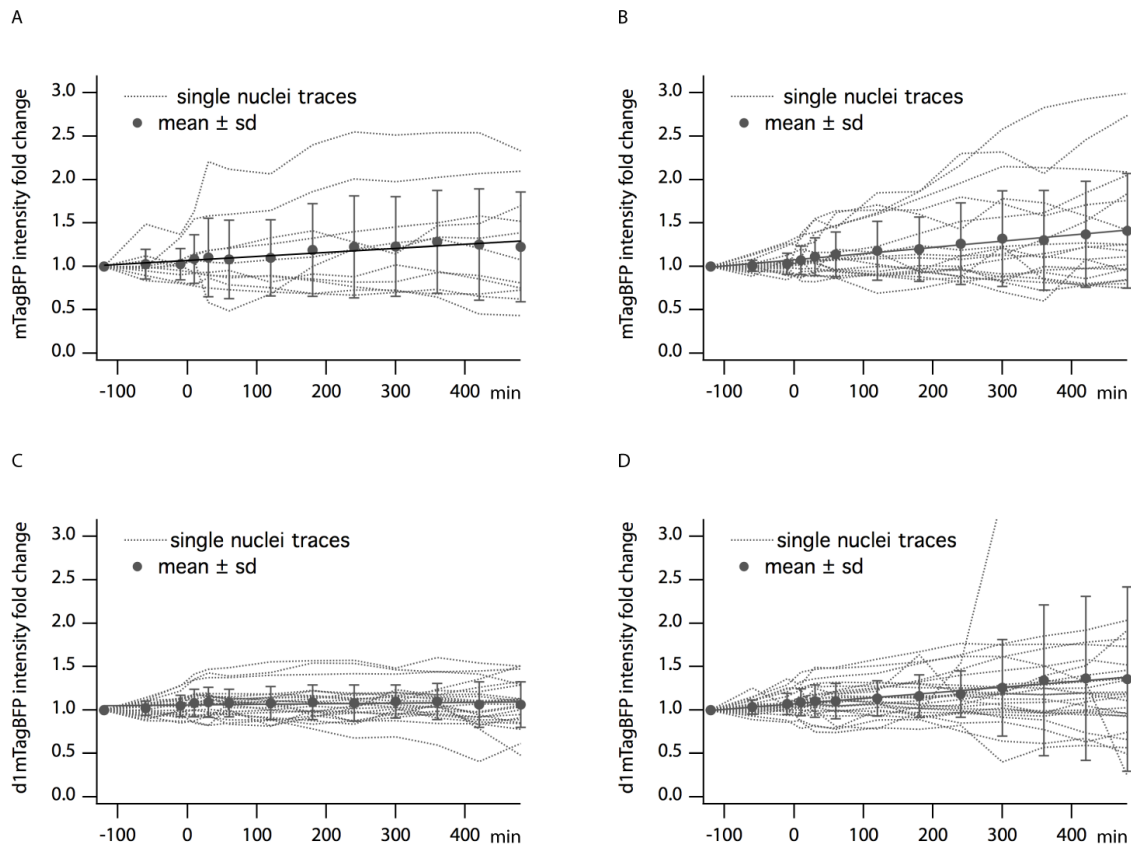 A
mTagBFP intensity fold change
3.0
2.5
2.0
1.5
1.0
0.5
0.0
single nuclei traces
mean ± sd
-100 0 100 200 300 400 min
B
mTagBFP intensity fold change
3.0
2.5
2.0
1.5
1.0
0.5
0.0
single nuclei traces
mean ± sd
-100 0 100 200 300 400 min
C
d1mTagBFP intensity fold change
3.0
2.5
2.0
1.5
1.0
0.5
0.0
single nuclei traces
mean ± sd
-100 0 100 200 300 400 min
D
d1mTagBFP intensity fold change
3.0
2.5
2.0
1.5
1.0
0.5
0.0
single nuclei traces
mean ± sd
-100 0 100 200 300 400 min